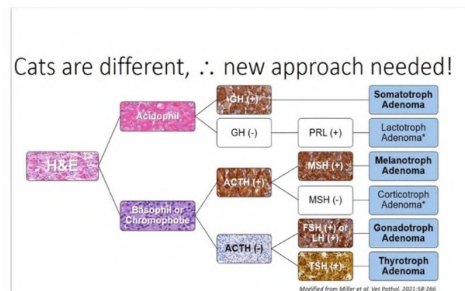 Cats are different, ∴ new approach needed!
H&E
Acidophil
GH (+)
Somatotroph
Adenoma
GH (-)
PRL (+)
Lactotroph
Adenoma*
Basophil or
Chromophobe
ACTH (+)
MSH (+)
Melanotroph
Adenoma
MSH (-)
Corticotroph
Adenoma*
ACTH (-)
FSH (+) or
LH (+)
Gonadotroph
Adenoma
TSH (+)
Thyrotroph
Adenoma
Modified from Miller et al. Vet Pathol. 2021;58:266